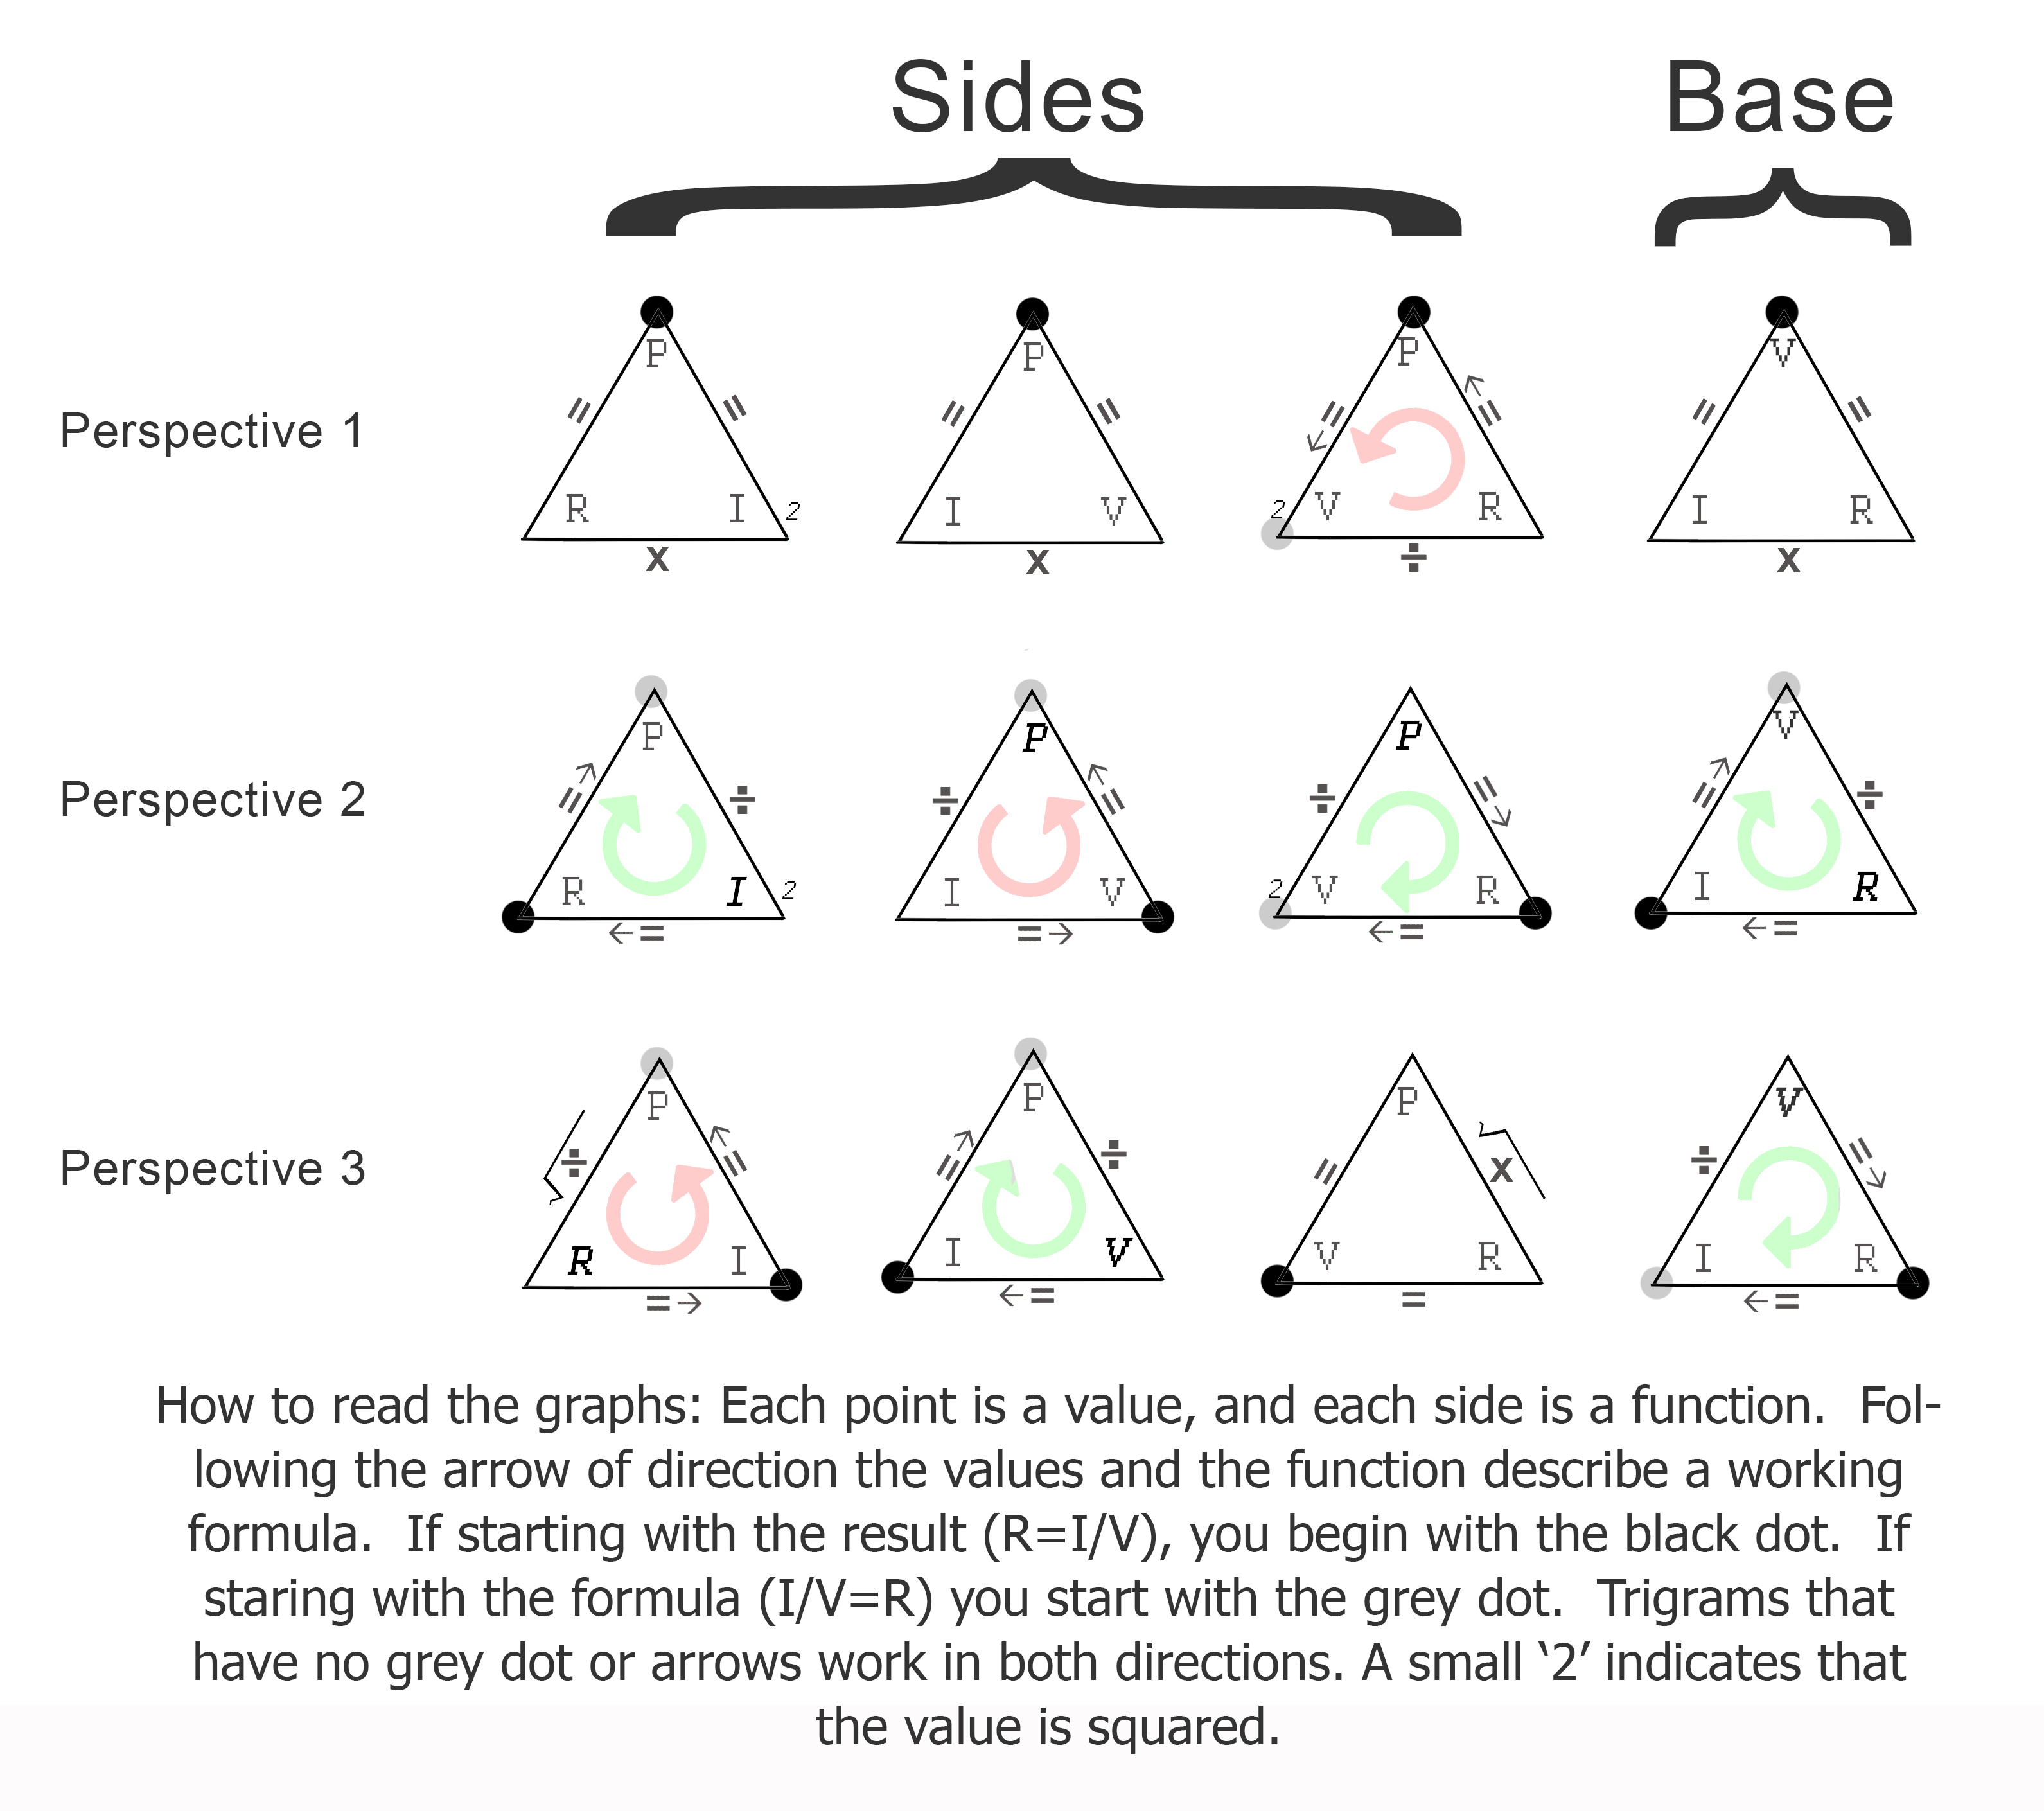 Sides Base
P P P V
= = = = ← = = → = =
Perspective 1
R I 2 I V 2 V R I R
x x ÷ x
P P P V
Perspective 2
= → ÷ ÷ ← = ÷ = → = → ÷
R I 2 I V 2 V R I R
← = = → ← = ← =
P P P V
Perspective 3
÷ ← = = → ÷ = x ÷ = →
R I I V V R I R
= → ← = = ← =
How to read the graphs: Each point is a value, and each side is a function. Fol-
lowing the arrow of direction the values and the function describe a working
formula. If starting with the result (R=I/V), you begin with the black dot. If
staring with the formula (I/V=R) you start with the grey dot. Trigrams that
have no grey dot or arrows work in both directions. A small ‘2’ indicates that
the value is squared.